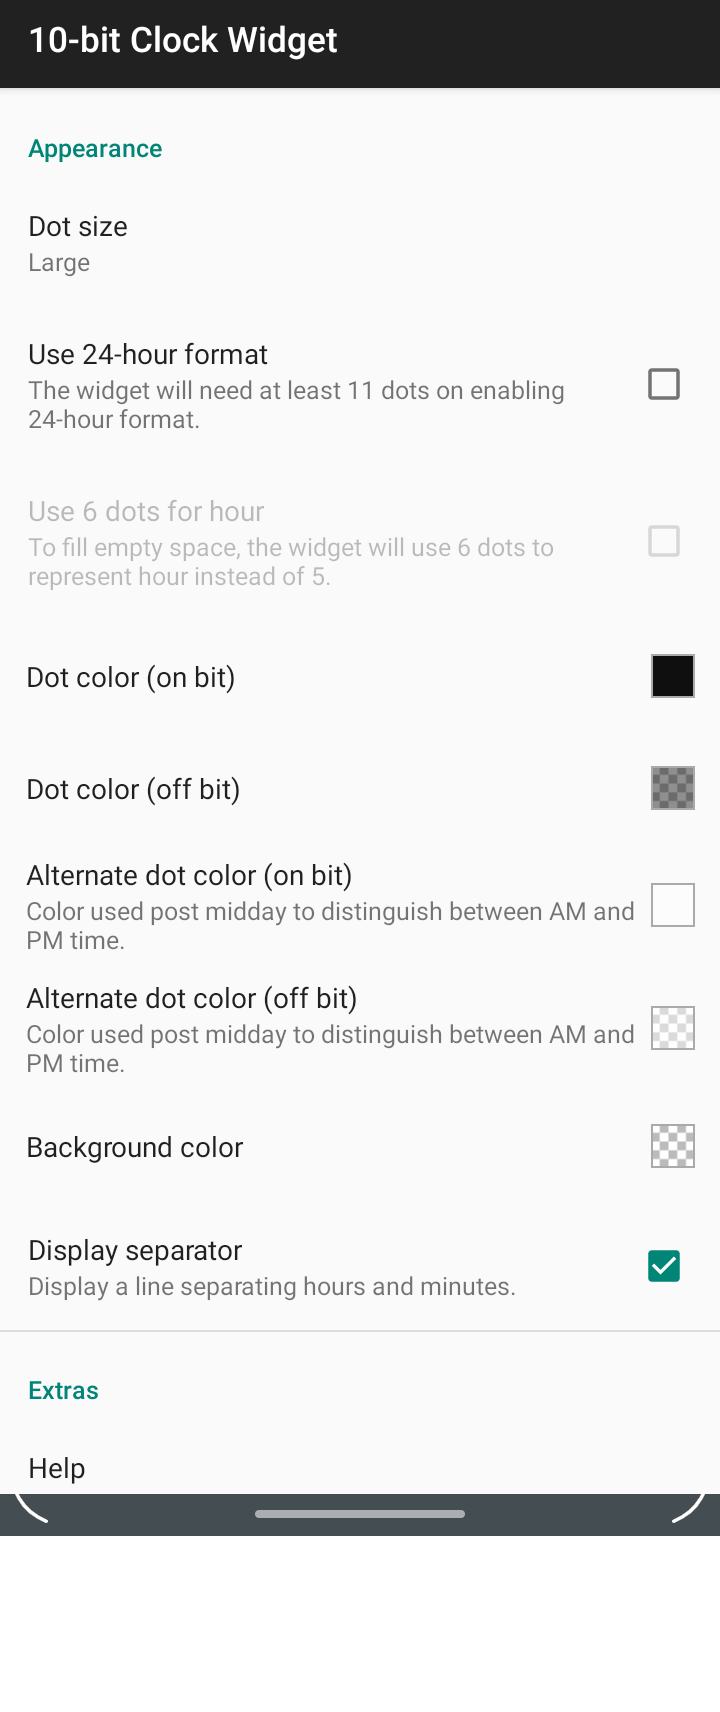 10-bit Clock Widget
Appearance
Dot size
Large
Use 24-hour format
The widget will need at least 11 dots on enabling
24-hour format.
Use 6 dots for hour
To fill empty space, the widget will use 6 dots to
represent hour instead of 5.
Dot color (on bit)
Dot color (off bit)
Alternate dot color (on bit)
Color used post midday to distinguish between AM and
PM time.
Alternate dot color (off bit)
Color used post midday to distinguish between AM and
PM time.
Background color
Display separator
Display a line separating hours and minutes.
Extras
Help